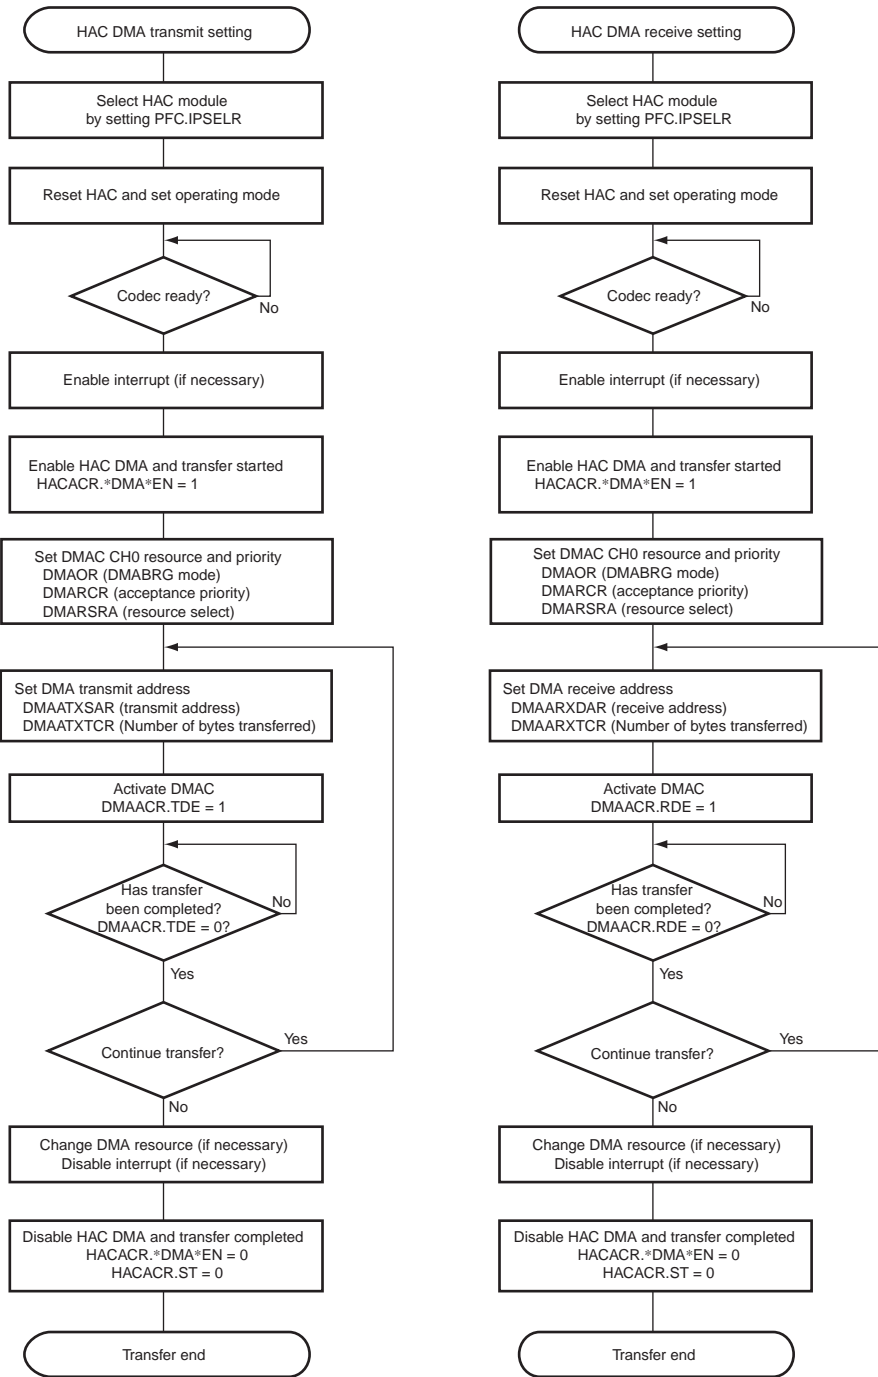 HAC DMA transmit setting
Select HAC module
by setting PFC.IPSELR
Reset HAC and set operating mode
Codec ready?
No
Enable interrupt (if necessary)
Enable HAC DMA and transfer started
HACACR.*DMA*EN = 1
Set DMAC CH0 resource and priority
DMAOR (DMABRG mode)
DMARCR (acceptance priority)
DMARSRA (resource select)
Set DMA transmit address
DMAATXSAR (transmit address)
DMAATXTCR (Number of bytes transferred)
Activate DMAC
DMAACR.TDE = 1
Has transfer
been completed?
DMAACR.TDE = 0?
No
Yes
Continue transfer?
Yes
No
Change DMA resource (if necessary)
Disable interrupt (if necessary)
Disable HAC DMA and transfer completed
HACACR.*DMA*EN = 0
HACACR.ST = 0
Transfer end
HAC DMA receive setting
Select HAC module
by setting PFC.IPSELR
Reset HAC and set operating mode
Codec ready?
No
Enable interrupt (if necessary)
Enable HAC DMA and transfer started
HACACR.*DMA*EN = 1
Set DMAC CH0 resource and priority
DMAOR (DMABRG mode)
DMARCR (acceptance priority)
DMARSRA (resource select)
Set DMA receive address
DMAARXDAR (receive address)
DMAARXTCR (Number of bytes transferred)
Activate DMAC
DMAACR.RDE = 1
Has transfer
been completed?
DMAACR.RDE = 0?
No
Yes
Continue transfer?
Yes
No
Change DMA resource (if necessary)
Disable interrupt (if necessary)
Disable HAC DMA and transfer completed
HACACR.*DMA*EN = 0
HACACR.ST = 0
Transfer end